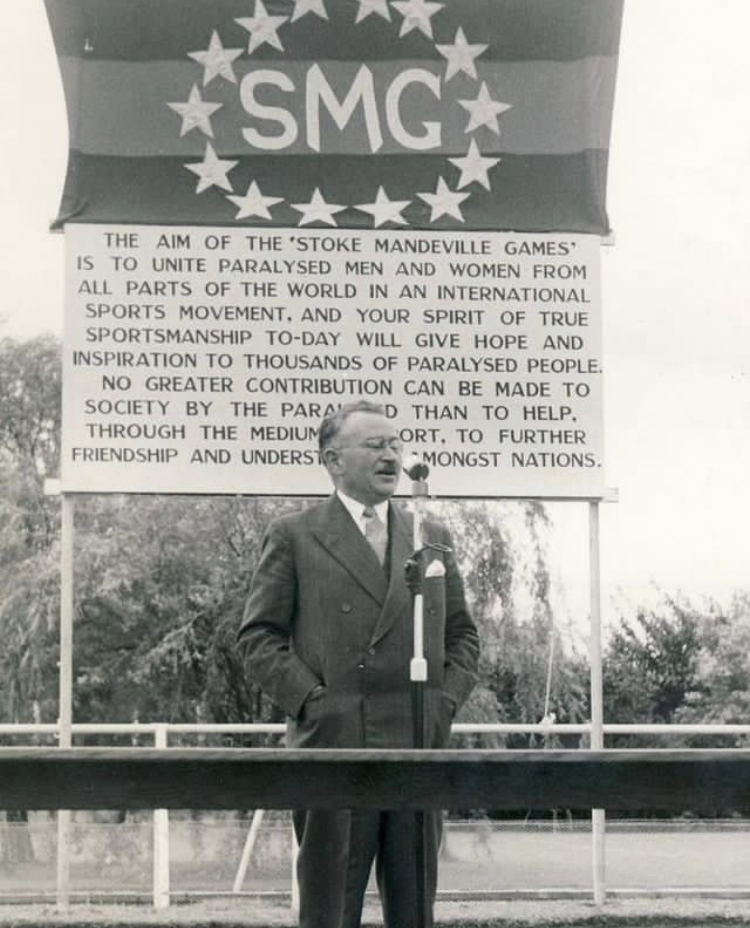 SMG
THE AIM OF THE 'STOKE MANDEVILLE GAMES'
IS TO UNITE PARALYSED MEN AND WOMEN FROM
ALL PARTS OF THE WORLD IN AN INTERNATIONAL
SPORTS MOVEMENT, AND YOUR SPIRIT OF TRUE
SPORTSMANSHIP TO-DAY WILL GIVE HOPE AND
INSPIRATION TO THOUSANDS OF PARALYSED PEOPLE.
NO GREATER CONTRIBUTION CAN BE MADE TO
SOCIETY BY THE THAN TO HELP,
THROUGH THE MEDIUM TO FURTHER
FRIENDSHIP AND NATIONS.